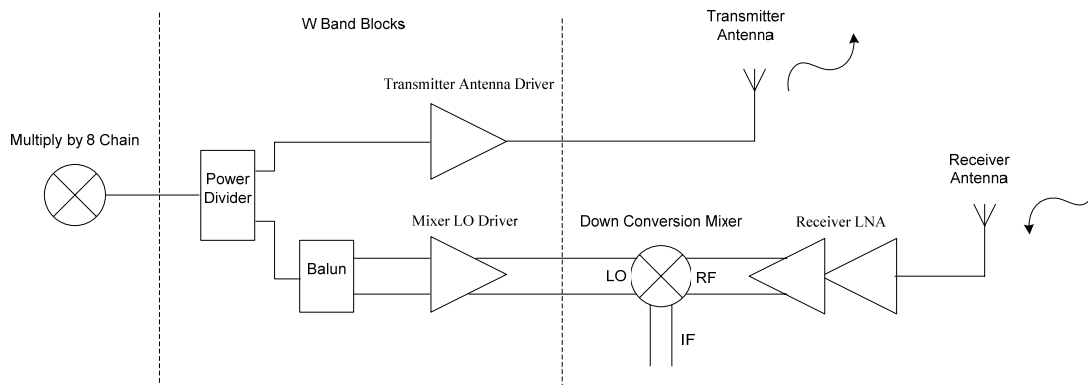 W Band Blocks
Transmitter
Antenna
Transmitter Antenna Driver
Multiply by 8 Chain
Power
Divider
Receiver
Antenna
Mixer LO Driver
Down Conversion Mixer
Receiver LNA
Balun
LO
RF
IF